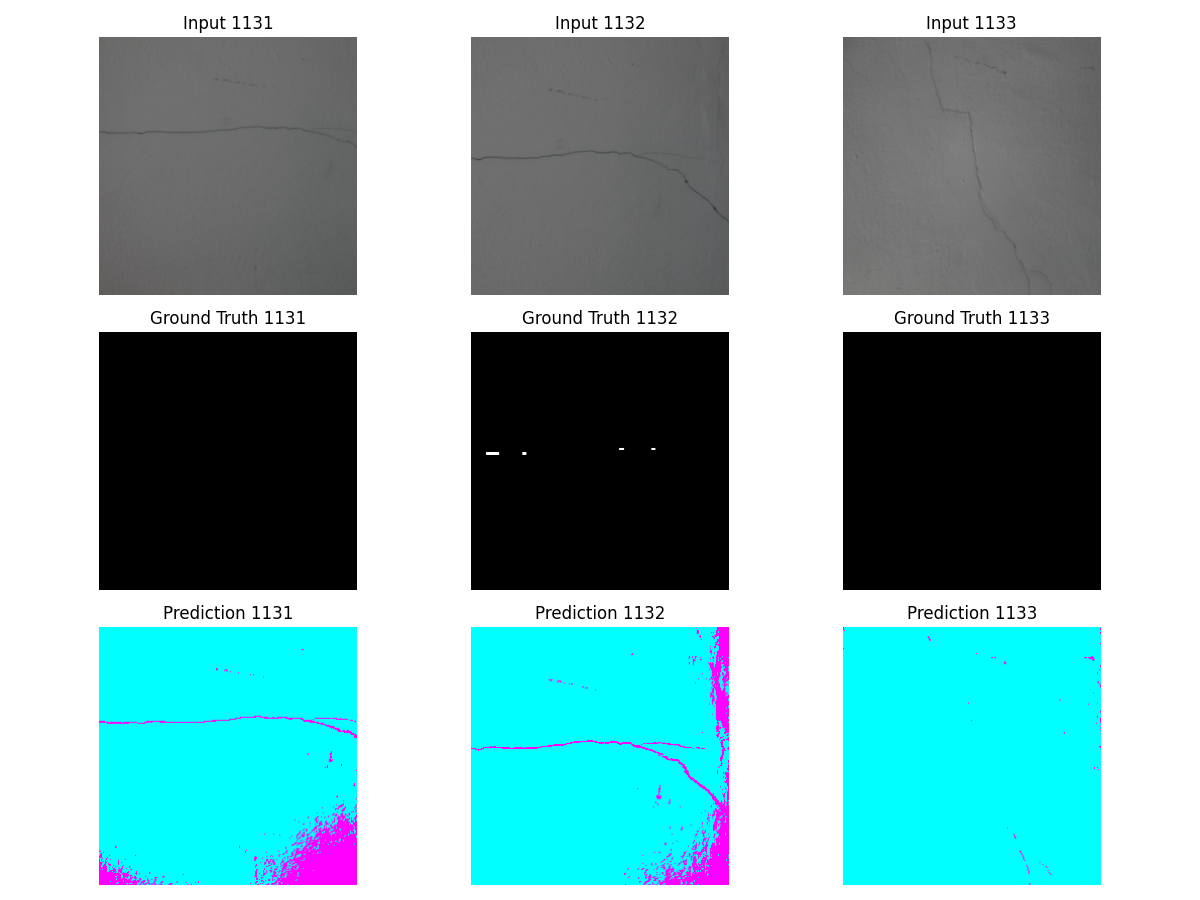 Input 1131
Input 1132
Input 1133
Ground Truth 1131
Ground Truth 1132
Ground Truth 1133
Prediction 1131
Prediction 1132
Prediction 1133